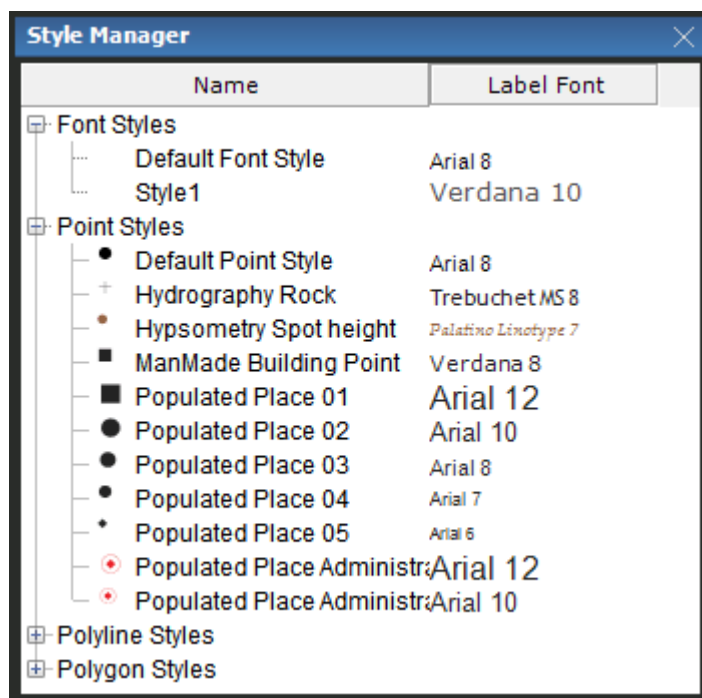 Style Manager
Name Label Font
Font Styles
Default Font Style Arial 8
Style1 Verdana 10
Point Styles
Default Point Style Arial 8
Hydrography Rock Trebuchet MS 8
Hypsometry Spot height Palatino Linotype 7
ManMade Building Point Verdana 8
Populated Place 01 Arial 12
Populated Place 02 Arial 10
Populated Place 03 Arial 8
Populated Place 04 Arial 7
Populated Place 05 Arial 6
Populated Place Administra Arial 12
Populated Place Administra Arial 10
Polyline Styles
Polygon Styles